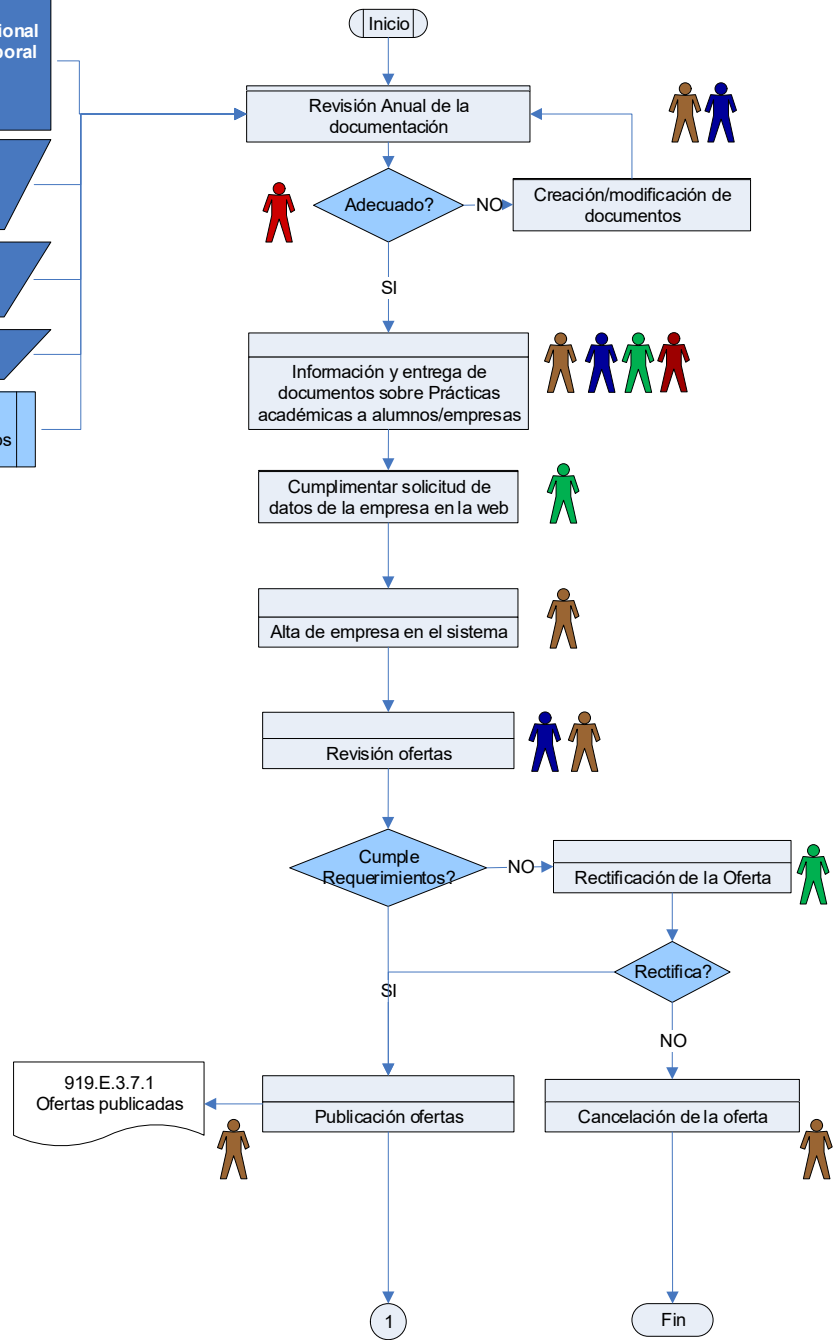 Inicio
Revisión Anual de la
documentación
Adecuado?
NO
Creación/modificación de
documentos
SI
Información y entrega de
documentos sobre Prácticas
académicas a alumnos/empresas
Cumplimentar solicitud de
datos de la empresa en la web
Alta de empresa en el sistema
Revisión ofertas
Cumple
Requerimientos?
NO
Rectificación de la Oferta
Rectifica?
SI
NO
919.E.3.7.1
Ofertas publicadas
Publicación ofertas
Cancelación de la oferta
1
Fin